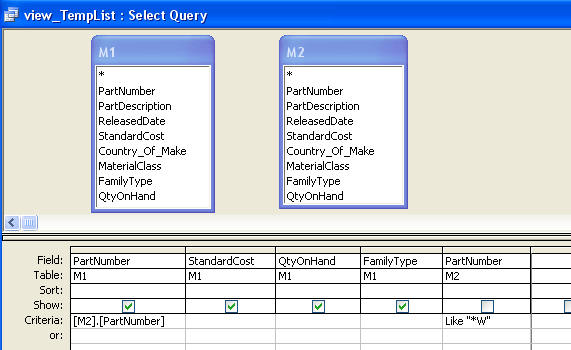 view_TempList : Select Query
M1
*
PartNumber
PartDescription
ReleasedDate
StandardCost
Country_Of_Make
MaterialClass
FamilyType
QtyOnHand
M2
*
PartNumber
PartDescription
ReleasedDate
StandardCost
Country_Of_Make
MaterialClass
FamilyType
QtyOnHand
Field: PartNumber StandardCost QtyOnHand FamilyType PartNumber
Table: M1 M1 M1 M1 M2
Sort:
Show:
Criteria: [M2].[PartNumber] Like "*W"
or: